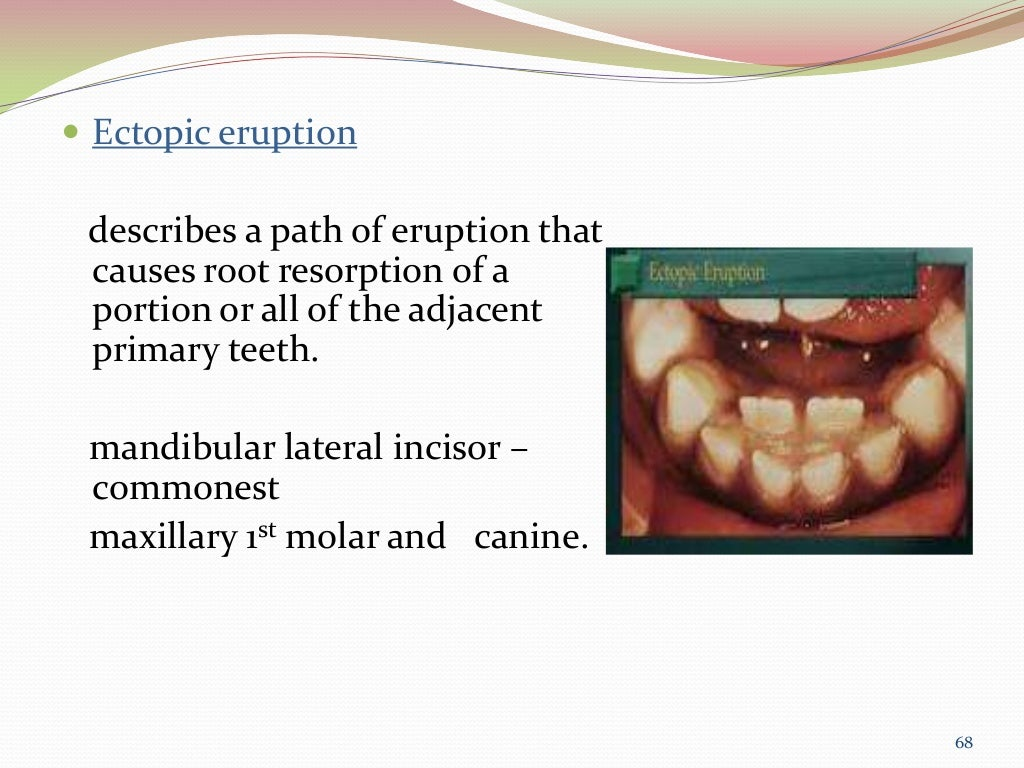 Ectopic eruption
describes a path of eruption that
causes root resorption of a
portion or all of the adjacent
primary teeth.
Ectopic Eruption
mandibular lateral incisor –
commonest
maxillary 1st molar and canine.
68